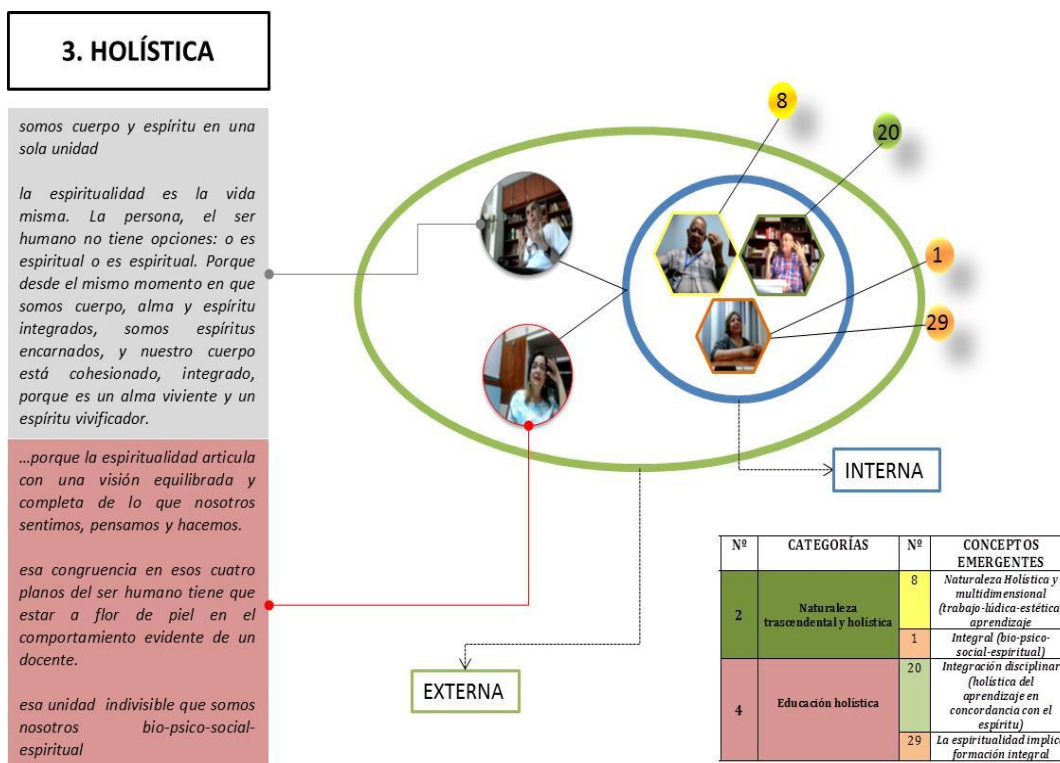 3. HOLÍSTICA
somos cuerpo y espíritu en una
sola unidad
la espiritualidad es la vida
misma. La persona, el ser
humano no tiene opciones: o es
espiritual o es espiritual. Porque
desde el mismo momento en que
somos cuerpo, alma y espíritu
integrados, somos espíritus
encarnados, y nuestro cuerpo
está cohesionado, integrado,
porque es un alma viviente y un
espíritu vivificador.
...porque la espiritualidad articula
con una visión equilibrada y
completa de lo que nosotros
sentimos, pensamos y hacemos.
esa congruencia en esos cuatro
planos del ser humano tiene que
estar a flor de piel en el
comportamiento evidente de un
docente.
esa unidad indivisible que somos
nosotros bio-psico-social-
espiritual
8
20
1
29
INTERNA
EXTERNA
Nº CATEGORÍAS Nº CONCEPTOS
EMERGENTES
2 Naturaleza
trascendental y holística
8 Naturaleza Holística y
multidimensional
(trabajo-lúdica-estética
aprendizaje
1 Integral (bio-psico-
social-espiritual)
4 Educación holística
20 Integración disciplinar
(holística del
aprendizaje en
concordancia con el
espíritu)
29 La espiritualidad implic
formación integral